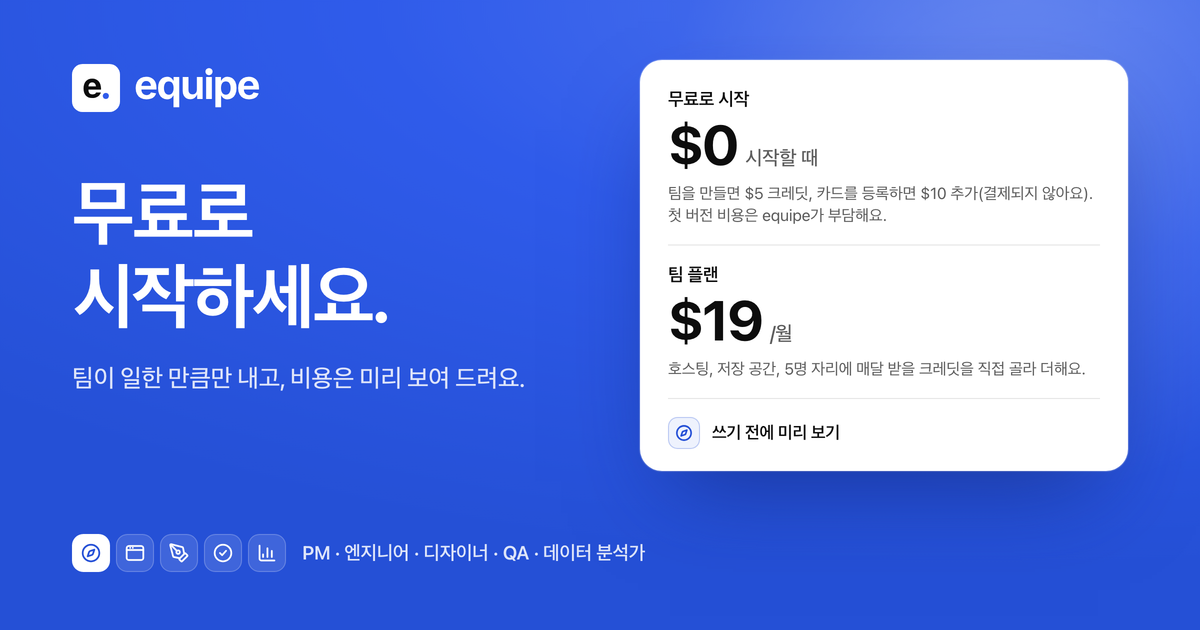 e. equipe
무료로
시작하세요.
팀이 일한 만큼만 내고, 비용은 미리 보여 드려요.
무료로 시작
$0 시작할 때
팀을 만들면 $5 크레딧, 카드를 등록하면 $10 추가(결제되지 않아요).
첫 버전 비용은 equipe가 부담해요.
팀 플랜
$19 /월
호스팅, 저장 공간, 5명 자리에 매달 받을 크레딧을 직접 골라 더해요.
쓰기 전에 미리 보기
PM · 엔지니어 · 디자이너 · QA · 데이터 분석가